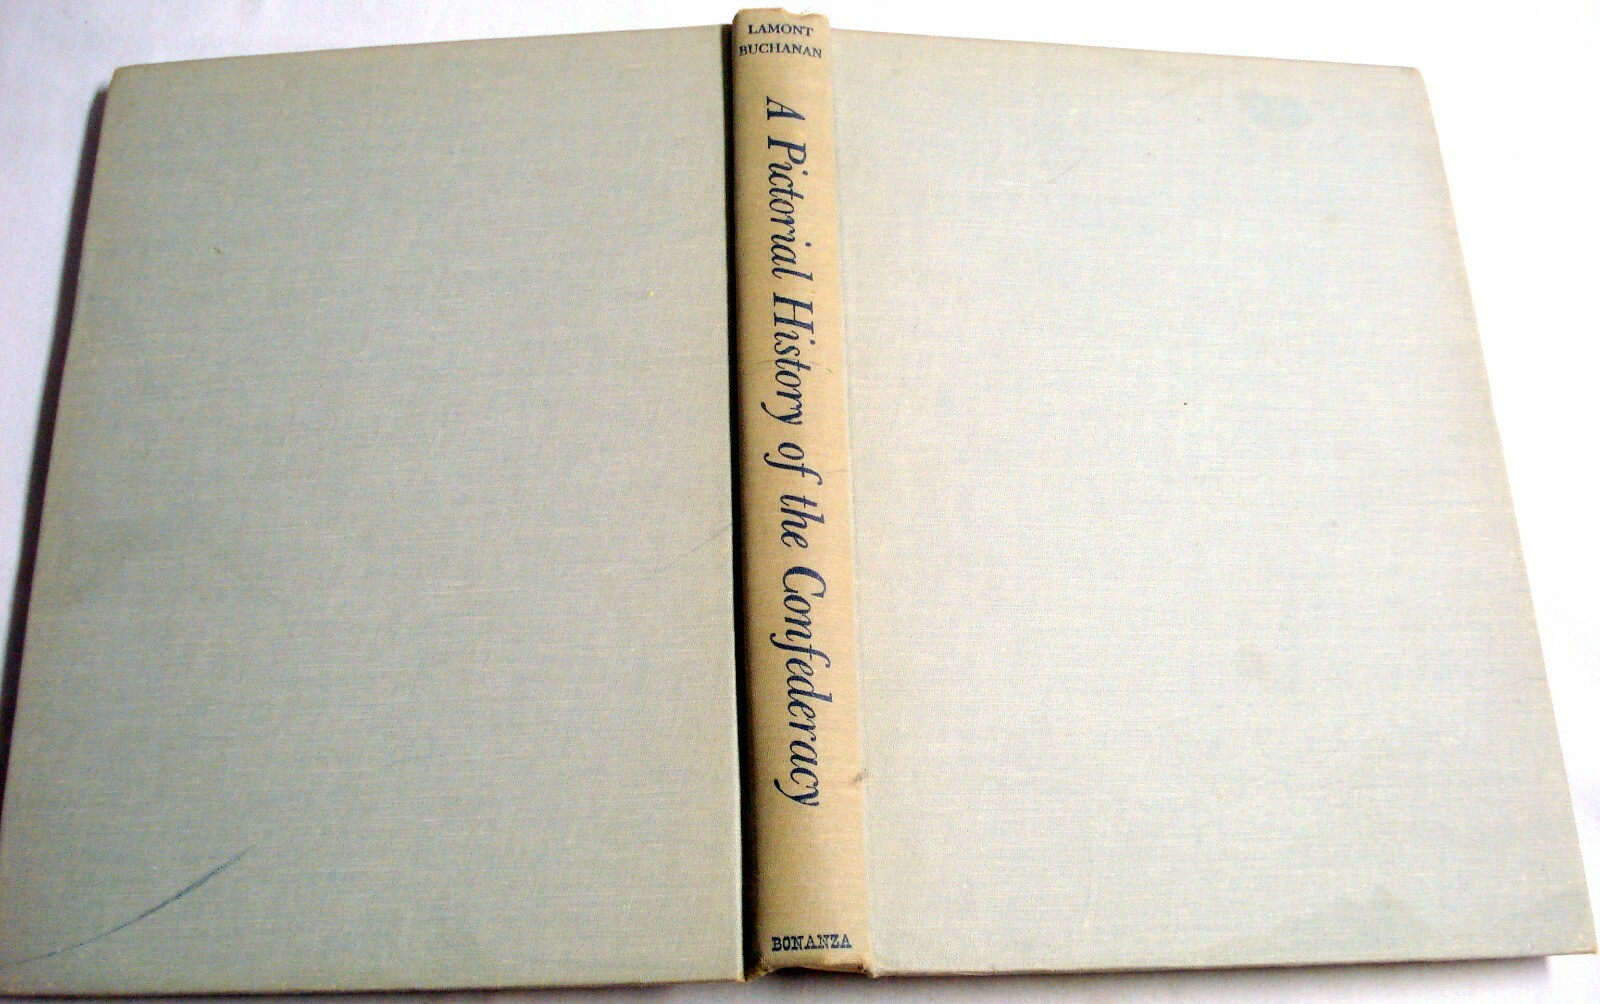 LAMONT
BUCHANAN
A Pictorial History of the Confederacy
BONANZA